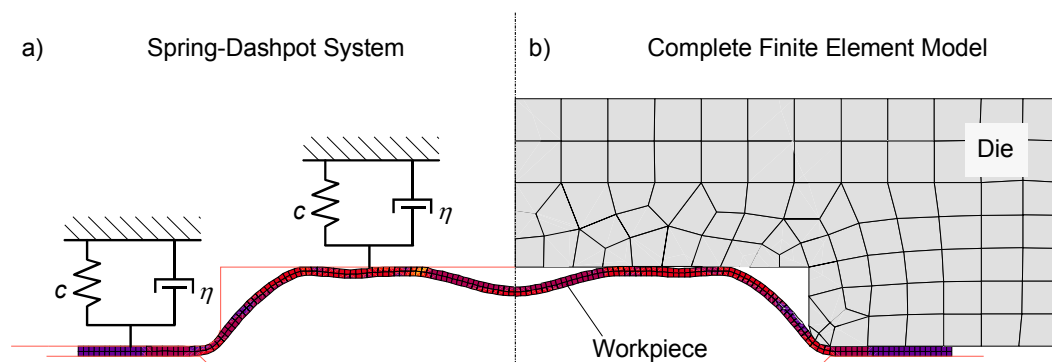 a) Spring-Dashpot System
b) Complete Finite Element Model
Die
c η
c η
Workpiece